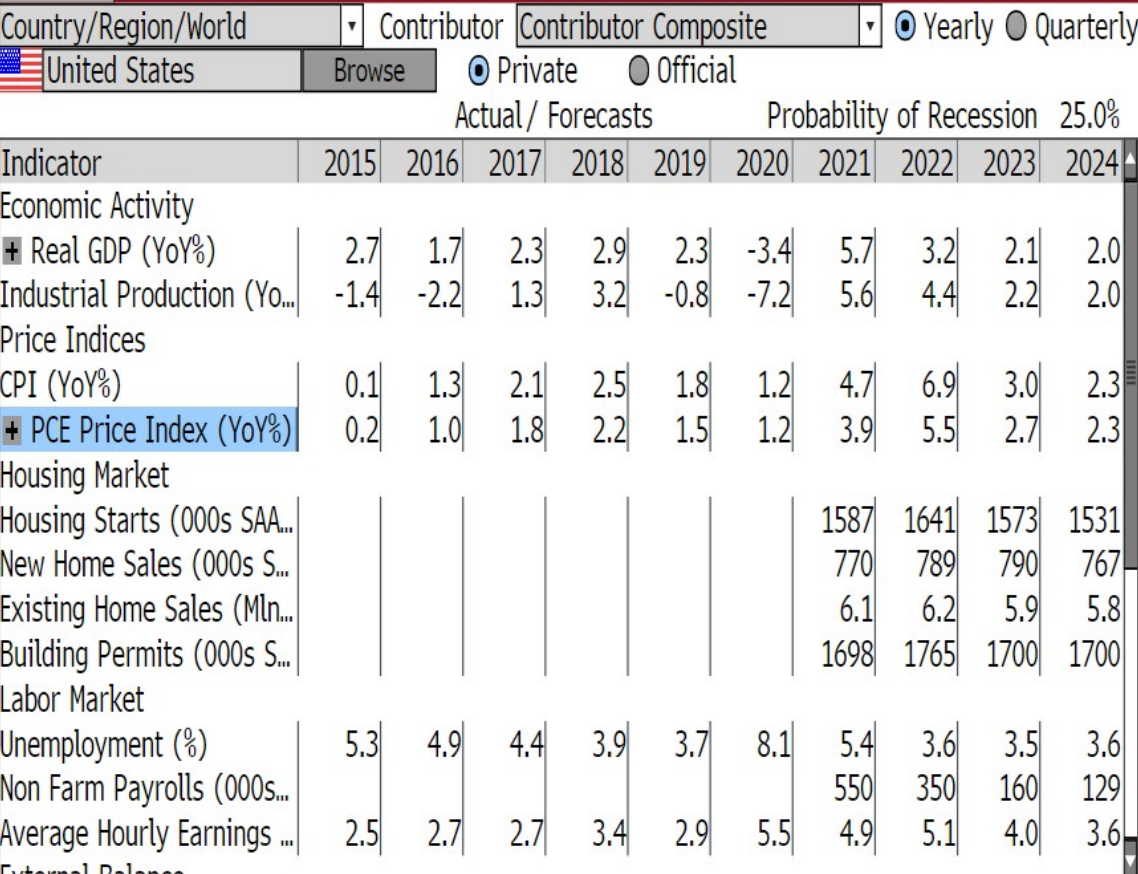 Country/Region/World Contributor Contributor Composite Yearly Quarterly
United States Browse Private Official
Actual / Forecasts Probability of Recession 25.0%
Indicator 2015 2016 2017 2018 2019 2020 2021 2022 2023 2024
Economic Activity
+ Real GDP (YoY%) 2.7 1.7 2.3 2.9 2.3 -3.4 5.7 3.2 2.1 2.0
Industrial Production (Yo... -1.4 -2.2 1.3 3.2 -0.8 -7.2 5.6 4.4 2.2 2.0
Price Indices
CPI (YoY%) 0.1 1.3 2.1 2.5 1.8 1.2 4.7 6.9 3.0 2.3
+ PCE Price Index (YoY%) 0.2 1.0 1.8 2.2 1.5 1.2 3.9 5.5 2.7 2.3
Housing Market
Housing Starts (000s SAA... 1587 1641 1573 1531
New Home Sales (000s S... 770 789 790 767
Existing Home Sales (Mln... 6.1 6.2 5.9 5.8
Building Permits (000s S... 1698 1765 1700 1700
Labor Market
Unemployment (%) 5.3 4.9 4.4 3.9 3.7 8.1 5.4 3.6 3.5 3.6
Non Farm Payrolls (000s... 550 350 160 129
Average Hourly Earnings ... 2.5 2.7 2.7 3.4 2.9 5.5 4.9 5.1 4.0 3.6
External Balance